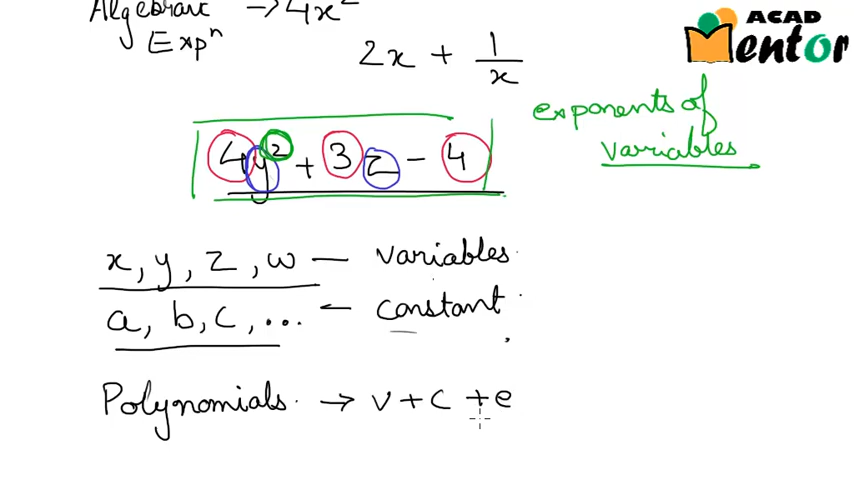 Algebraic → 4x²
Expⁿ
2x + 1/x
ACAD
Mentor
exponents of
variables
4y² + 3z - 4
x, y, z, w — variables
a, b, c, ... ← constant
Polynomials → v + c + e